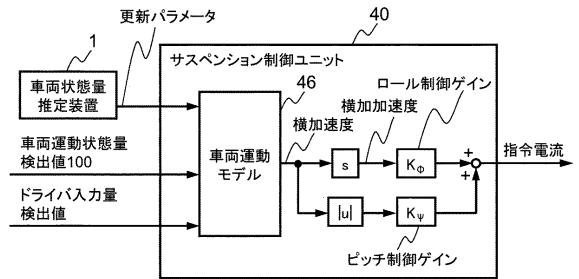 40
更新パラメータ
1
サスペンション制御ユニット
車両状態量
推定装置
46
ロール制御ゲイン
横加速度
横加加速度
車両運動状態量
検出値100
車両運動
モデル
s
KΦ
+
+
指令電流
ドライバ入力量
検出値
|u|
KΨ
ピッチ制御ゲイン